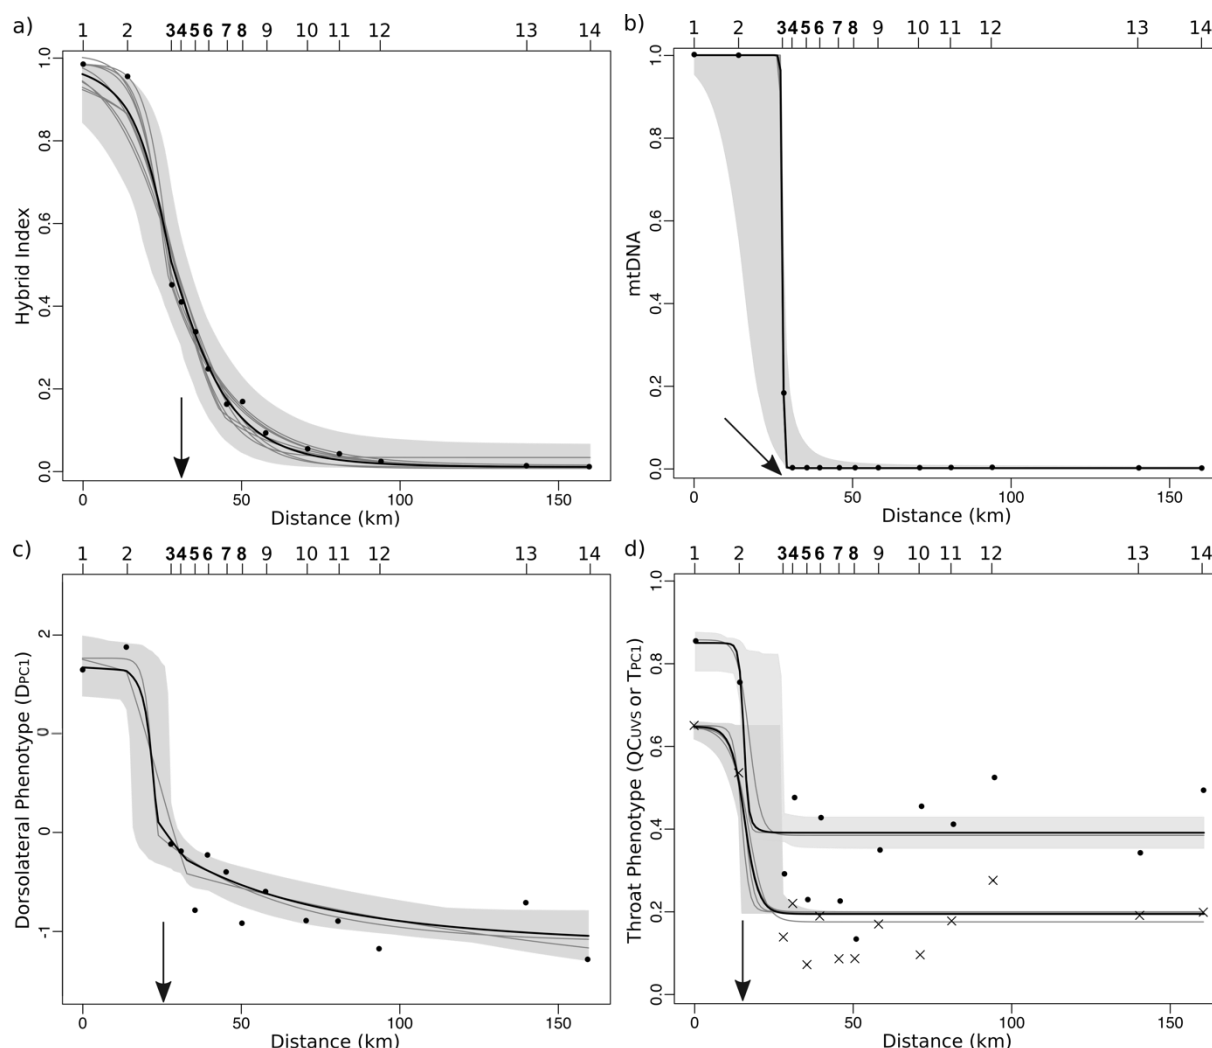 a)
1 2 3 4 5 6 7 8 9 10 11 12 13 14
Hybrid Index
1.0
0.8
0.6
0.4
0.2
0.0
0 50 100 150
Distance (km)
b)
1 2 3 4 5 6 7 8 9 10 11 12 13 14
mtDNA
1.0
0.8
0.6
0.4
0.2
0.0
0 50 100 150
Distance (km)
c)
1 2 3 4 5 6 7 8 9 10 11 12 13 14
Dorsolateral Phenotype (DPC1)
2
0
0
-1
0 50 100 150
Distance (km)
d)
1 2 3 4 5 6 7 8 9 10 11 12 13 14
Throat Phenotype (QCUVS or TPC1)
1.0
0.8
0.6
0.4
0.2
0.0
0 50 100 150
Distance (km)